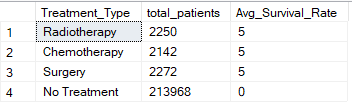 Treatment_Type total_patients Avg_Survival_Rate
1 Radiotherapy 2250 5
2 Chemotherapy 2142 5
3 Surgery 2272 5
4 No Treatment 213968 0